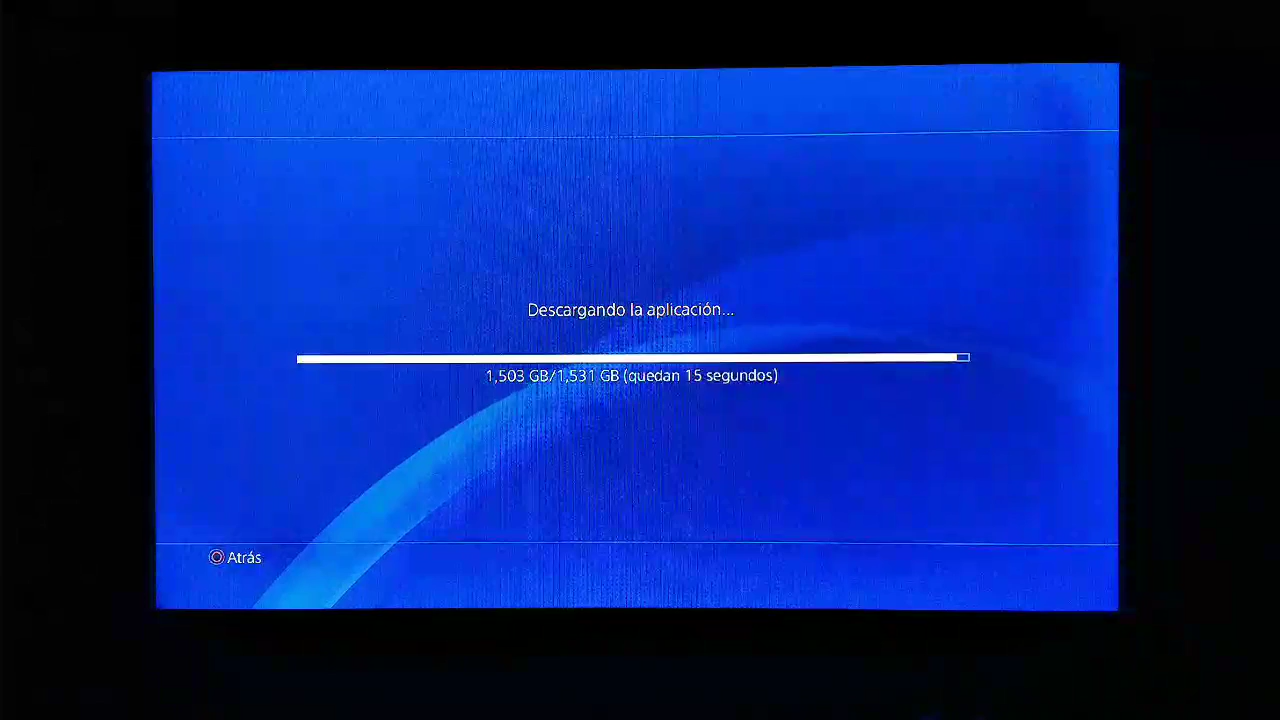 Descargando la aplicación...
1,503 GB/1,531 GB (quedan 15 segundos)
Atrás